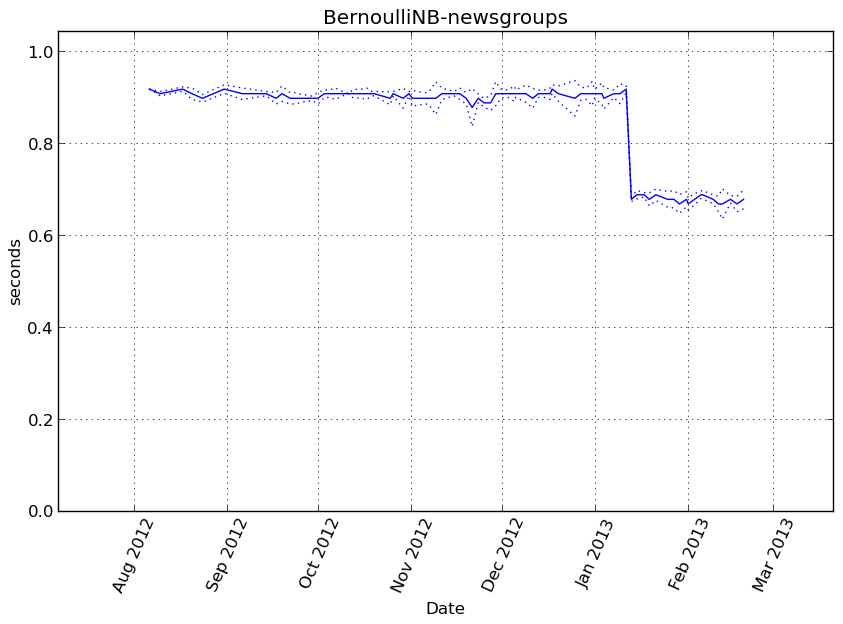 BernoulliNB-newsgroups
1.0
0.8
0.6
0.4
0.2
0.0
seconds
Aug 2012
Sep 2012
Oct 2012
Nov 2012
Dec 2012
Jan 2013
Feb 2013
Mar 2013
Date